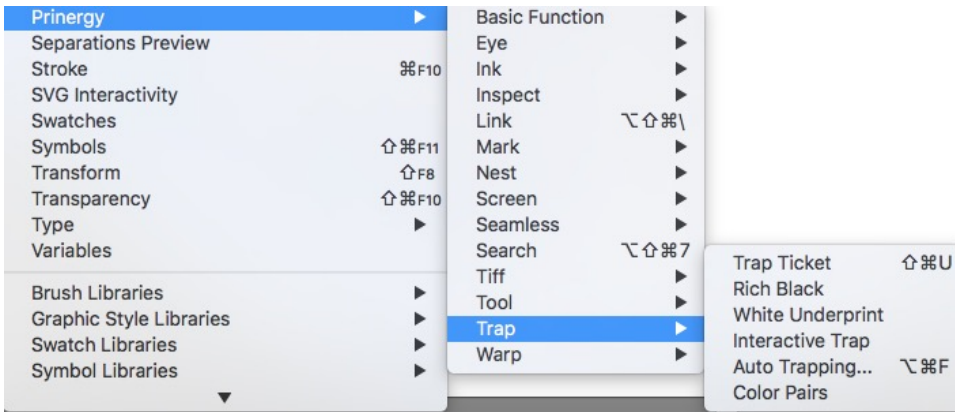 Prinergy
Separations Preview
Stroke ⌘F10
SVG Interactivity
Swatches
Symbols ⇧⌘F11
Transform ⇧F8
Transparency ⇧⌘F10
Type
Variables
Brush Libraries
Graphic Style Libraries
Swatch Libraries
Symbol Libraries
Basic Function
Eye
Ink
Inspect
Link ⌥⇧⌘\
Mark
Nest
Screen
Seamless
Search ⌥⇧⌘7
Tiff
Tool
Trap
Warp
Trap Ticket ⇧⌘U
Rich Black
White Underprint
Interactive Trap
Auto Trapping... ⌥⌘F
Color Pairs